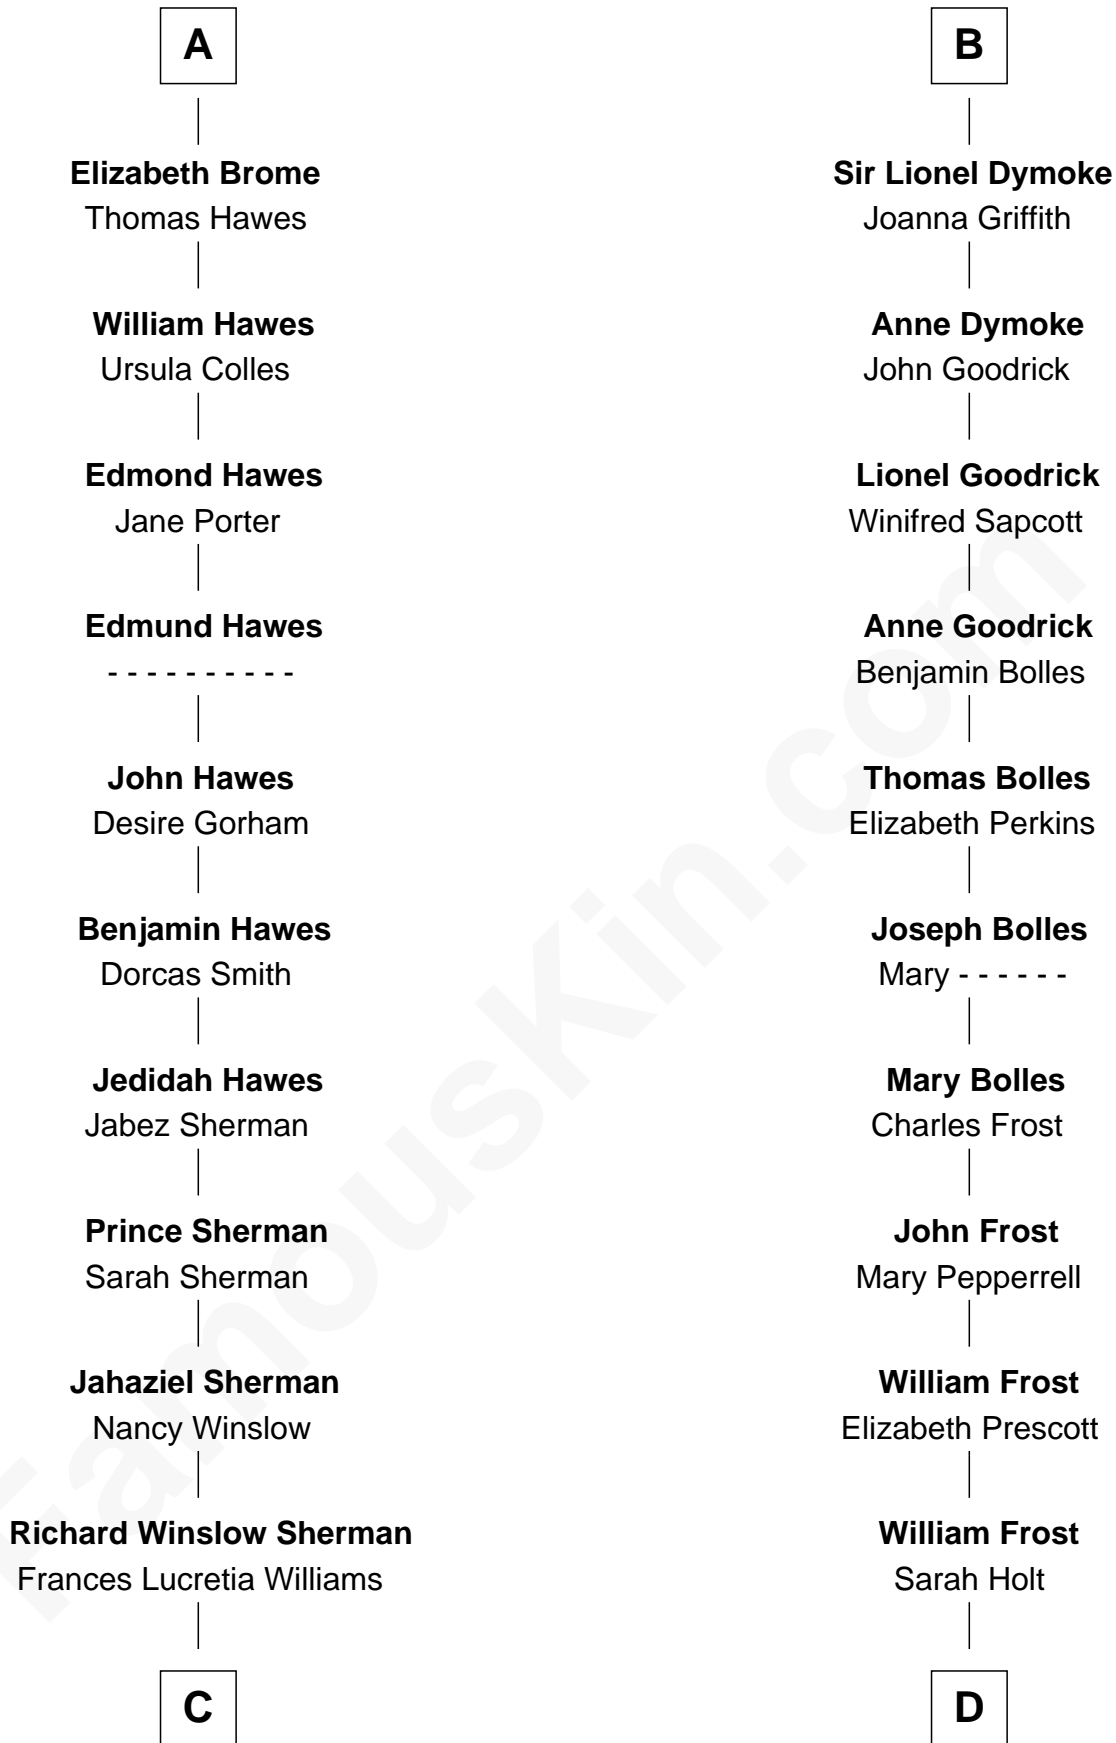 A
Elizabeth Brome
Thomas Hawes
William Hawes
Ursula Colles
Edmond Hawes
Jane Porter
Edmund Hawes
- - - - - - - - - -
John Hawes
Desire Gorham
Benjamin Hawes
Dorcas Smith
Jedidah Hawes
Jabez Sherman
Prince Sherman
Sarah Sherman
Jahaziel Sherman
Nancy Winslow
Richard Winslow Sherman
Frances Lucretia Williams
C
B
Sir Lionel Dymoke
Joanna Griffith
Anne Dymoke
John Goodrick
Lionel Goodrick
Winifred Sapcott
Anne Goodrick
Benjamin Bolles
Thomas Bolles
Elizabeth Perkins
Joseph Bolles
Mary - - - - - -
Mary Bolles
Charles Frost
John Frost
Mary Pepperrell
William Frost
Elizabeth Prescott
William Frost
Sarah Holt
D
FamousKin.com